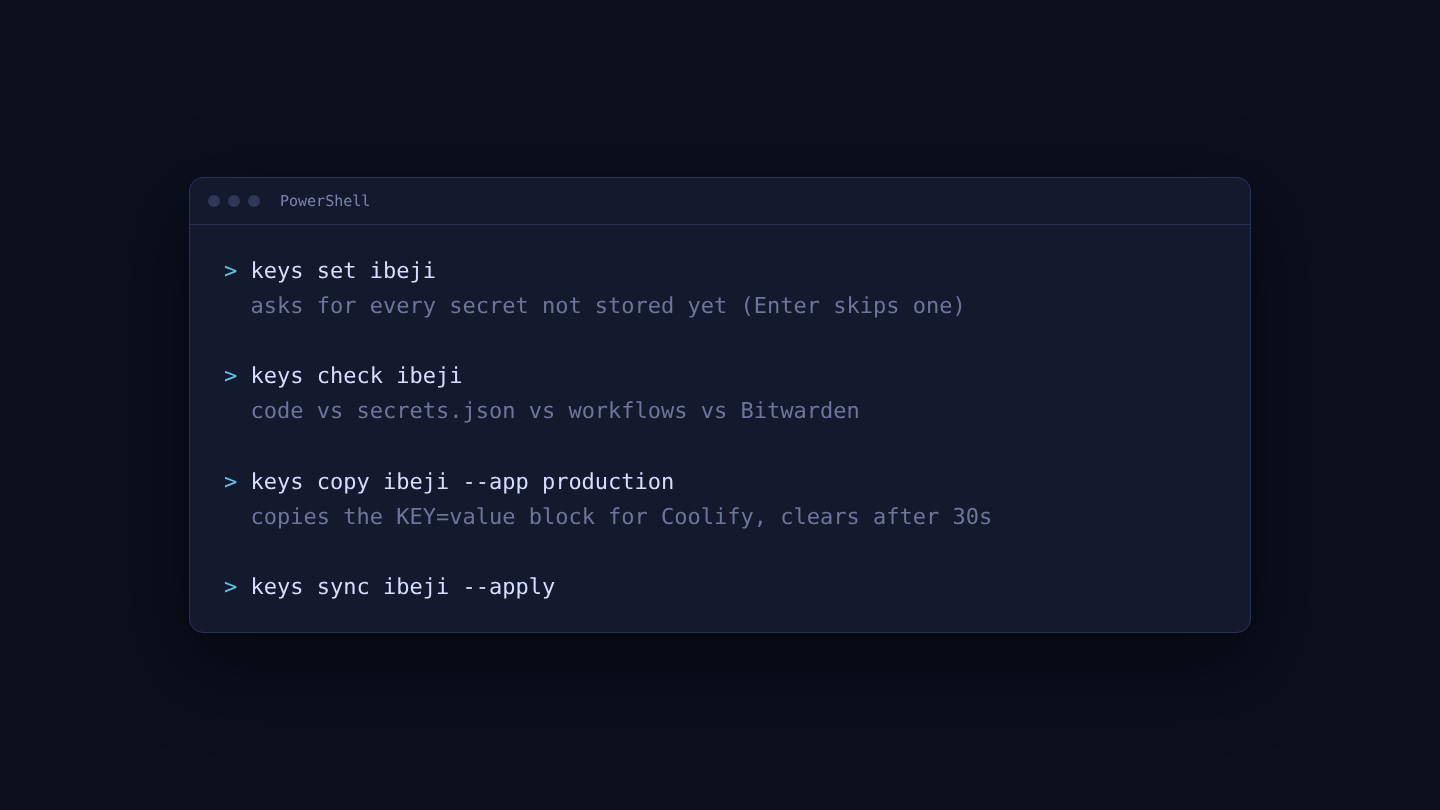 PowerShell
> keys set ibeji
asks for every secret not stored yet (Enter skips one)
> keys check ibeji
code vs secrets.json vs workflows vs Bitwarden
> keys copy ibeji --app production
copies the KEY=value block for Coolify, clears after 30s
> keys sync ibeji --apply